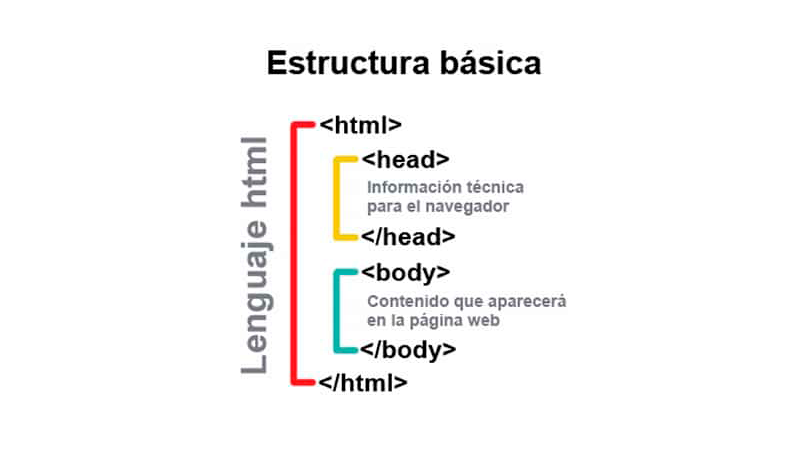 Estructura básica
Lenguaje html
<html>
<head>
Información técnica
para el navegador
</head>
<body>
Contenido que aparecerá
en la página web
</body>
</html>